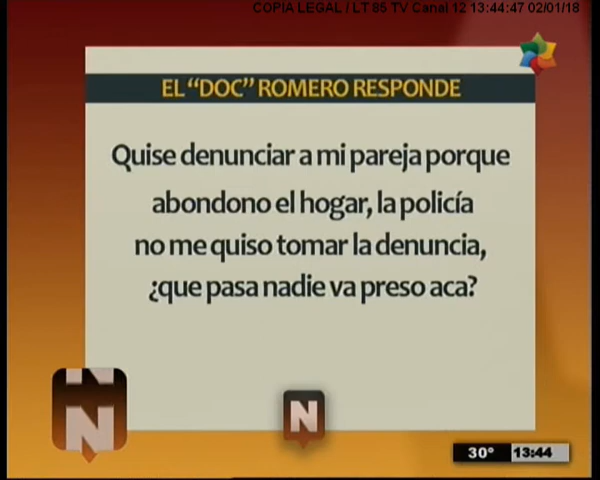 COPIA LEGAL / LT 85 TV Canal 12 13:44:47 02/01/18
EL “DOC” ROMERO RESPONDE
Quise denunciar a mi pareja porque
abondono el hogar, la policía
no me quiso tomar la denuncia,
¿que pasa nadie va preso aca?
N
N
N
30° 13:44